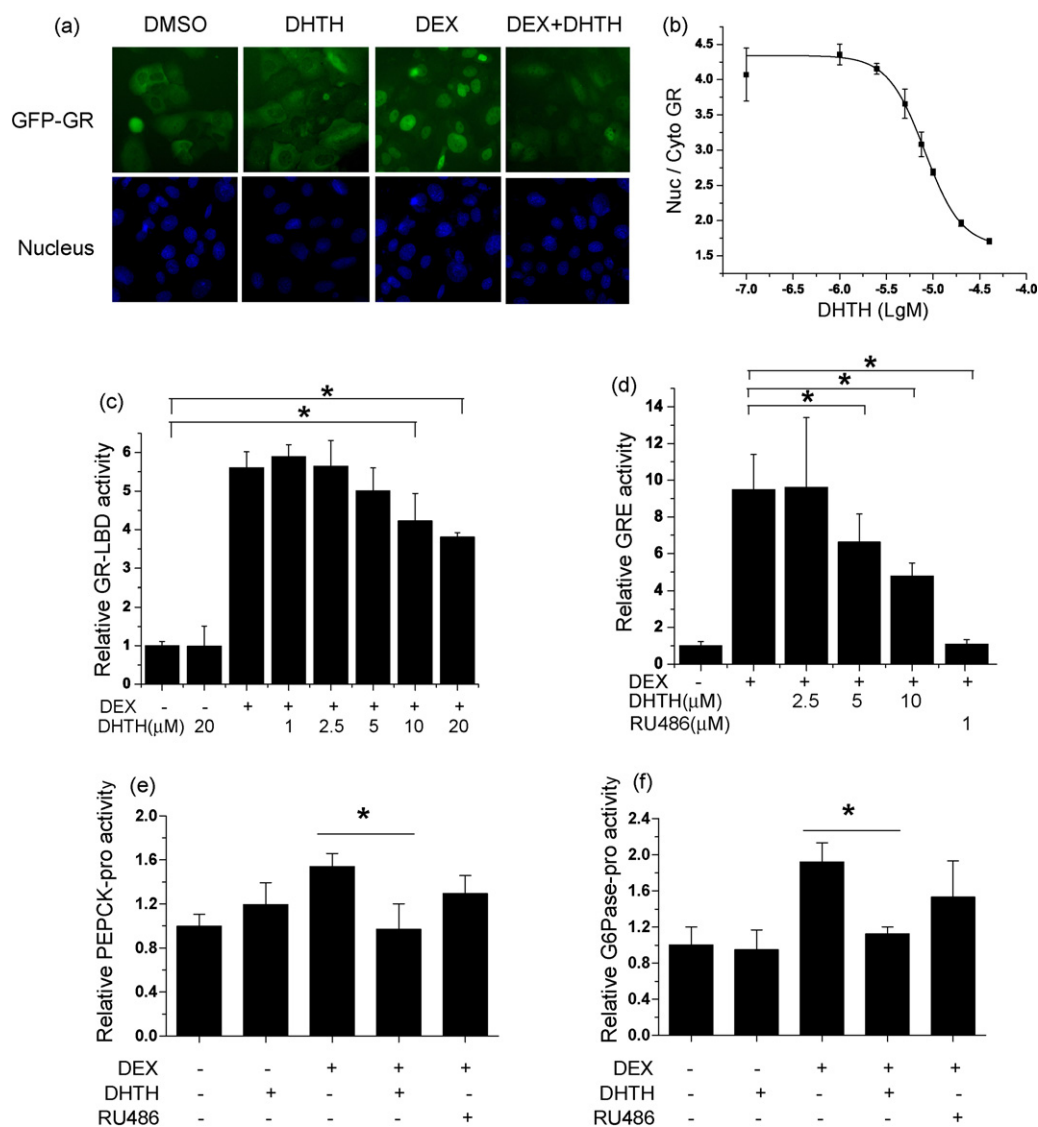 (a)
DMSO DHTH DEX DEX+DHTH
GFP-GR
Nucleus
(b)
Nuc / Cyto GR
4.5
4.0
3.5
3.0
2.5
2.0
1.5
-7.0 -6.5 -6.0 -5.5 -5.0 -4.5 -4.0
DHTH (LgM)
(c)
* 
*
Relative GR-LBD activity
6
5
4
3
2
1
0
DEX - - + + + + + +
DHTH(μM) 20 1 2.5 5 10 20
(d)
*
*
*
Relative GRE activity
14
12
10
8
6
4
2
0
DEX - + + + + +
DHTH(μM) 2.5 5 10
RU486(μM) 1
(e)
*
Relative PEPCK-pro activity
2.0
1.6
1.2
0.8
0.4
0.0
DEX - - + + +
DHTH - + - + -
RU486 - - - - +
(f)
*
Relative G6Pase-pro activity
2.4
2.0
1.6
1.2
0.8
0.4
0.0
DEX - - + + +
DHTH - + - + -
RU486 - - - - +